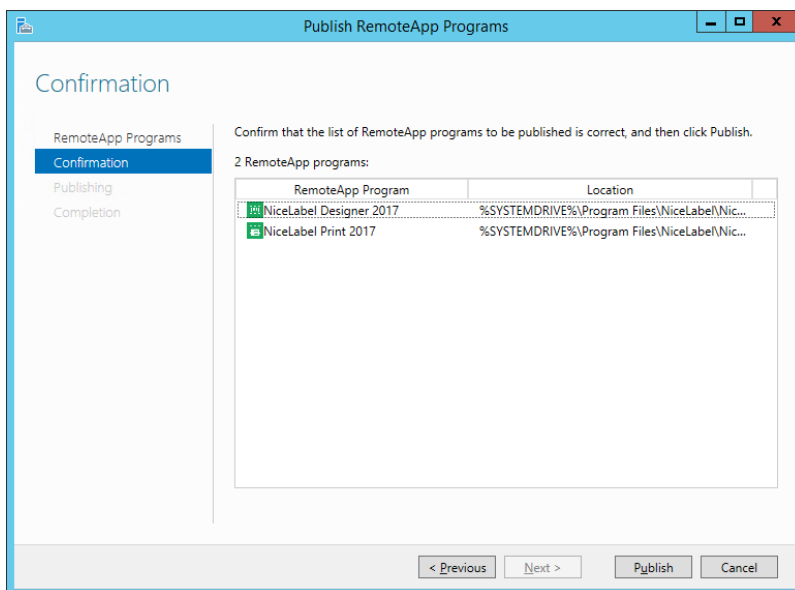 Publish RemoteApp Programs
Confirmation
RemoteApp Programs
Confirmation
Publishing
Completion
Confirm that the list of RemoteApp programs to be published is correct, and then click Publish.
2 RemoteApp programs:
RemoteApp Program Location
NiceLabel Designer 2017 %SYSTEMDRIVE%\Program Files\NiceLabel\Nic...
NiceLabel Print 2017 %SYSTEMDRIVE%\Program Files\NiceLabel\Nic...
< Previous Next > Publish Cancel